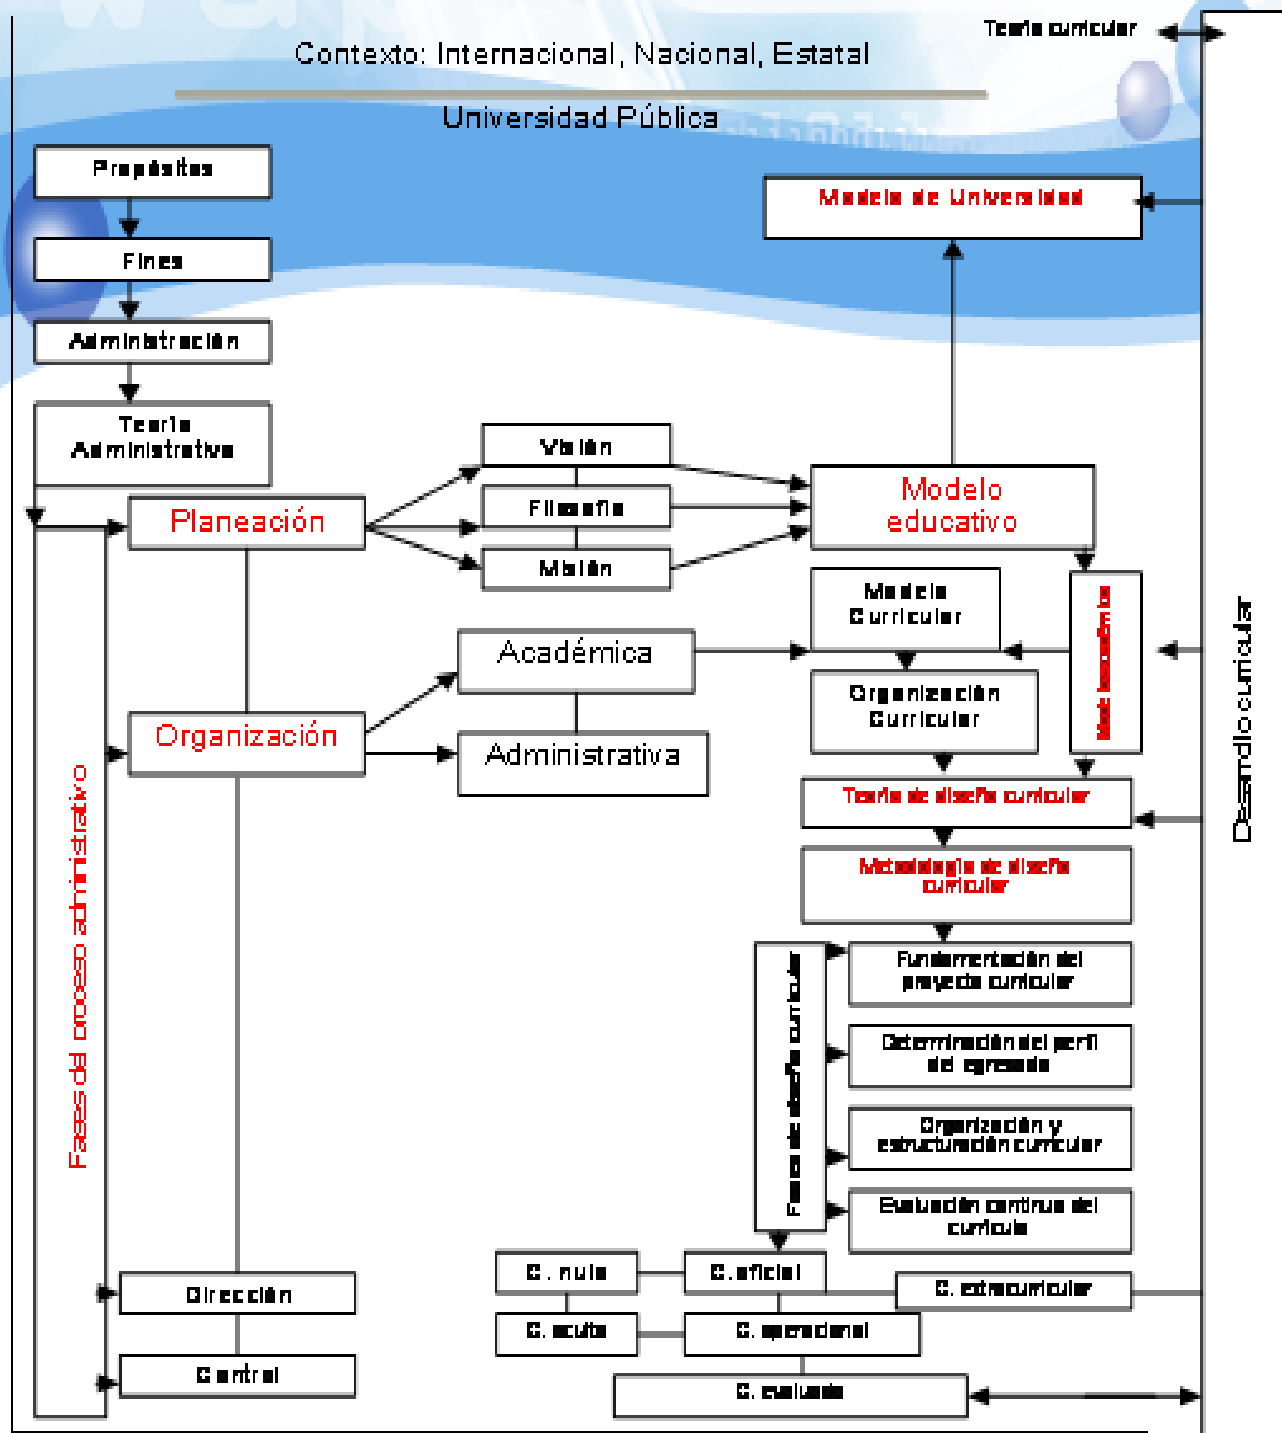 Teoría curricular
Contexto: Internacional, Nacional, Estatal
Universidad Pública
Propósitos
Modelo de Universidad
Fines
Administración
Teoría
Administrativa
Visión
Filosofía
Misión
Planeación
Modelo
educativo
Modelo
Curricular
Modelo académico
Académica
Organización
Curricular
Organización
Administrativa
Teoría de diseño curricular
Metodología de diseño
curricular
Fases del proceso administrativo
Desarrollo curricular
Fases de diseño curricular
Fundamentación del
proyecto curricular
Determinación del perfil
del egresado
Organización y
estructuración curricular
Evaluación continua del
currículo
C. nulo
C. oficial
C. extracurricular
Dirección
C. oculto
C. operacional
Control
C. evaluado